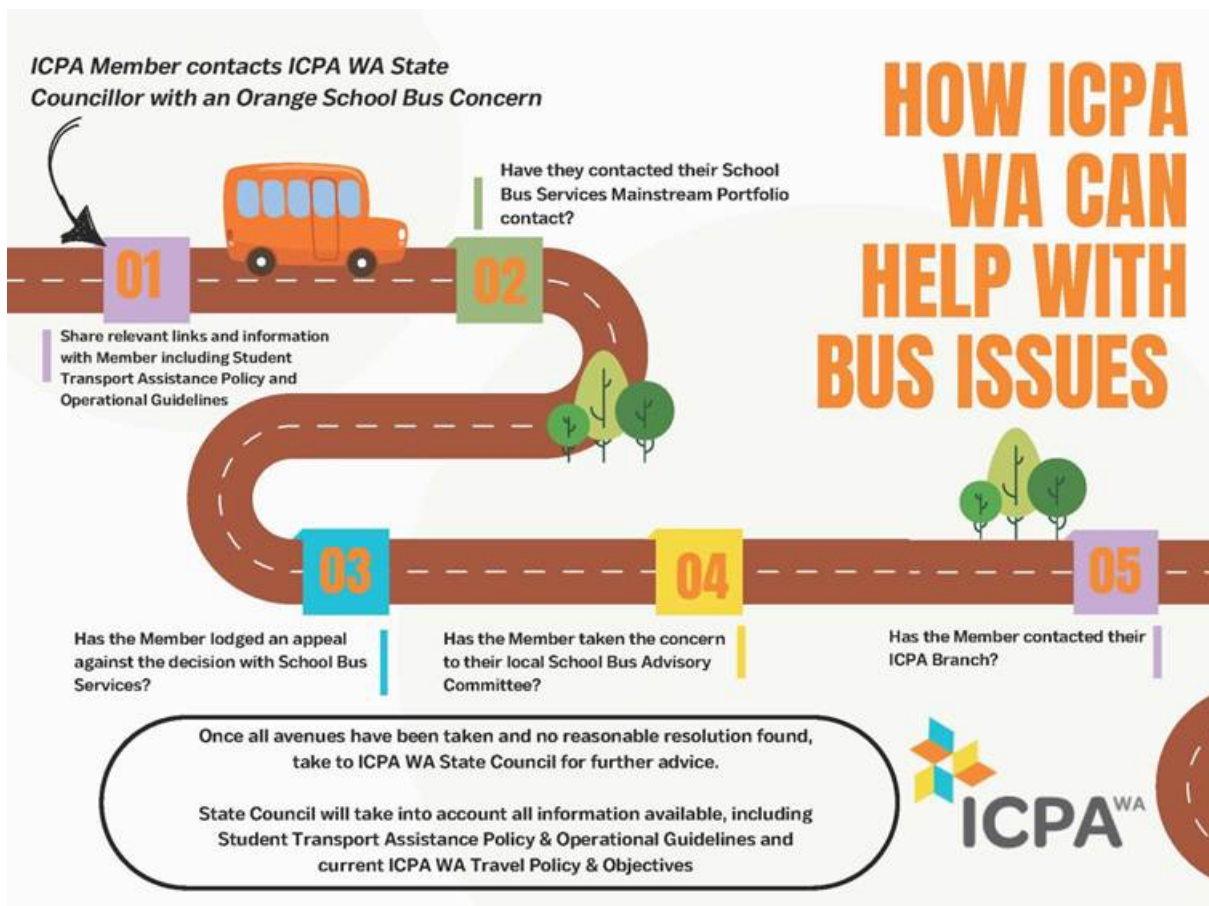 ICPA Member contacts ICPA WA State
Councillor with an Orange School Bus Concern
HOW ICPA
WA CAN
HELP WITH
BUS ISSUES
01
Share relevant links and information
with Member including Student
Transport Assistance Policy and
Operational Guidelines
02
Have they contacted their School
Bus Services Mainstream Portfolio
contact?
03
Has the Member lodged an appeal
against the decision with School Bus
Services?
04
Has the Member taken the concern
to their local School Bus Advisory
Committee?
05
Has the Member contacted their
ICPA Branch?
Once all avenues have been taken and no reasonable resolution found,
take to ICPA WA State Council for further advice.
State Council will take into account all information available, including
Student Transport Assistance Policy & Operational Guidelines and
current ICPA WA Travel Policy & Objectives
ICPA WA